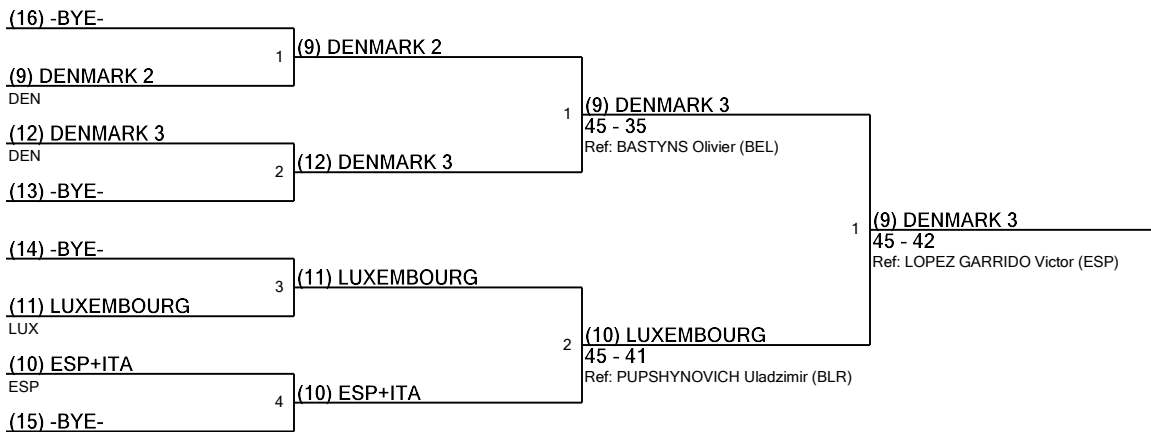 (16) -BYE-
1
(9) DENMARK 2
(9) DENMARK 2
DEN
1
(9) DENMARK 3
45 - 35
Ref: BASTYNS Olivier (BEL)
(12) DENMARK 3
DEN
2
(12) DENMARK 3
(13) -BYE-
1
(9) DENMARK 3
45 - 42
Ref: LOPEZ GARRIDO Victor (ESP)
(14) -BYE-
3
(11) LUXEMBOURG
(11) LUXEMBOURG
LUX
2
(10) LUXEMBOURG
45 - 41
Ref: PUPSHYNOVICH Uladzimir (BLR)
(10) ESP+ITA
ESP
4
(10) ESP+ITA
(15) -BYE-